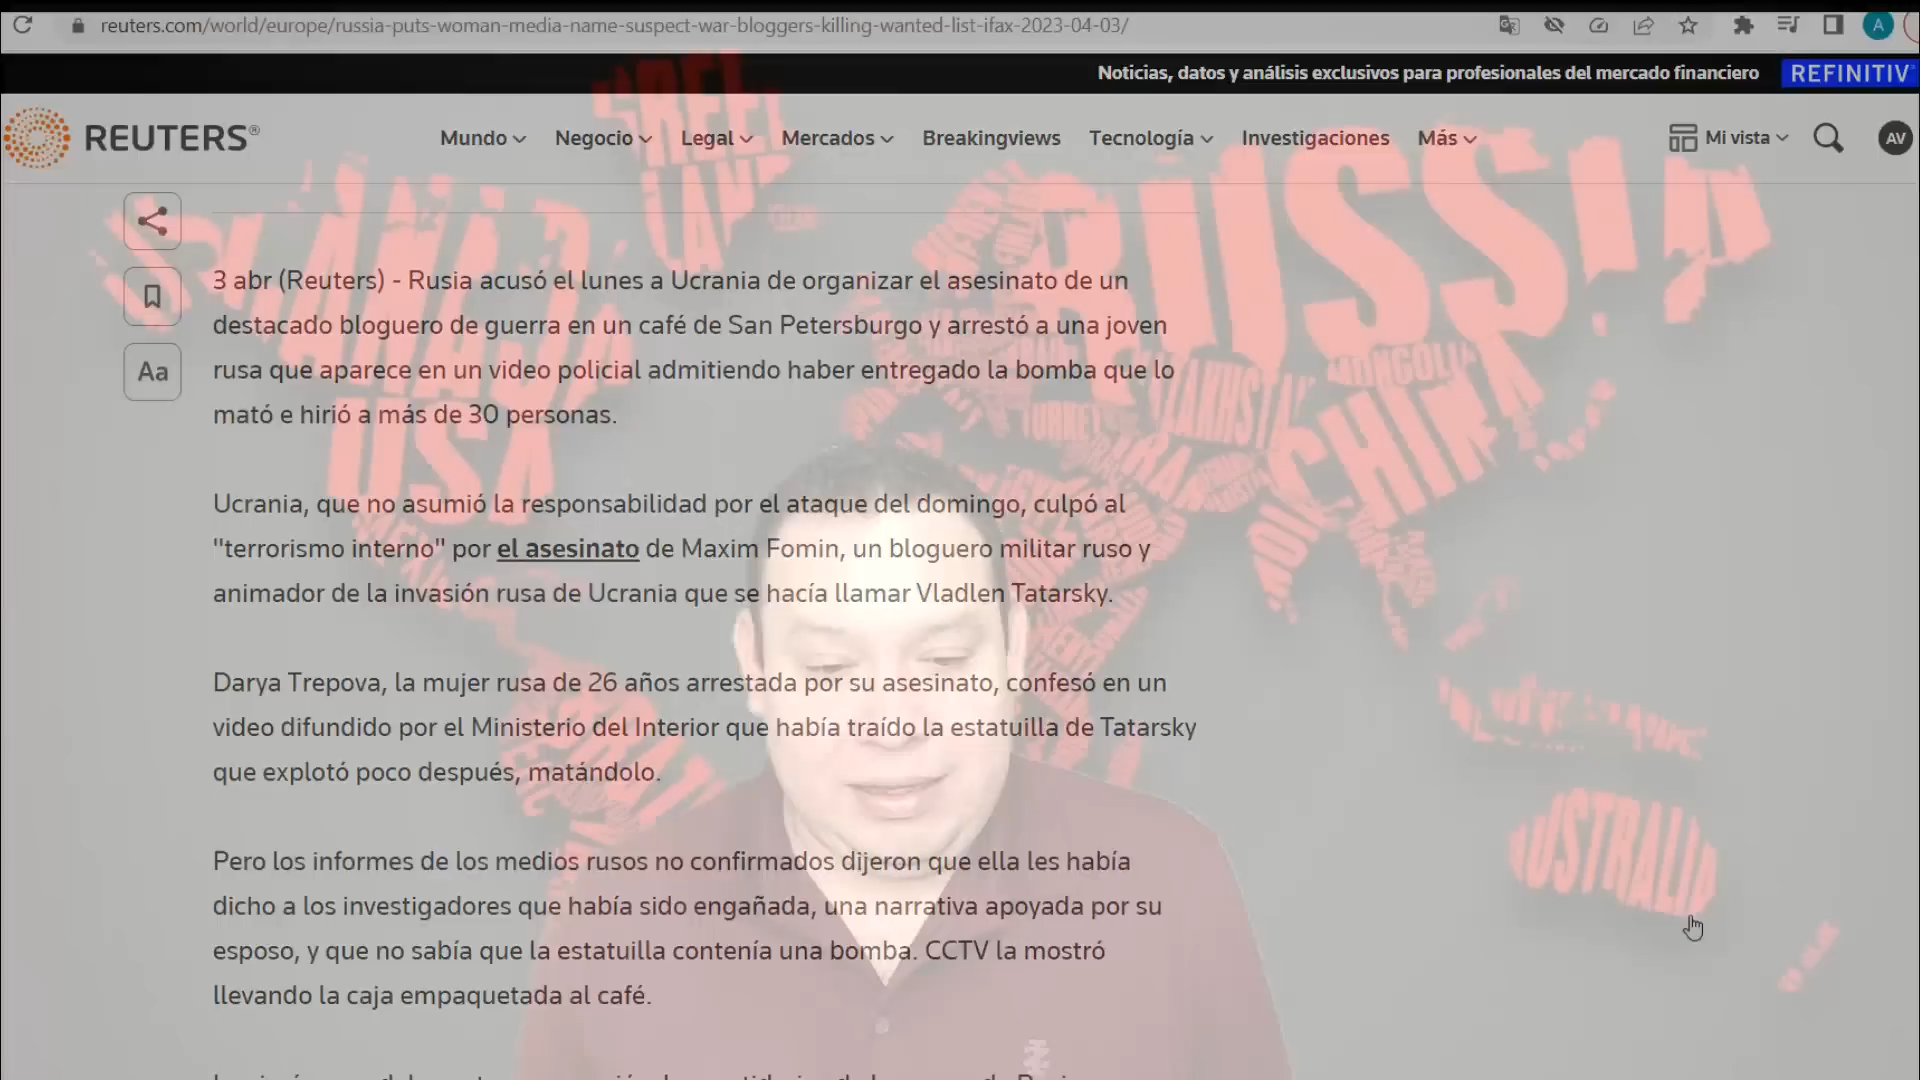 reuters.com/world/europe/russia-puts-woman-media-name-suspect-war-bloggers-killing-wanted-list-ifax-2023-04-03/
A
Noticias, datos y análisis exclusivos para profesionales del mercado financiero
REFINITIV
REUTERS®
Mundo Negocio Legal Mercados Breakingviews Tecnología Investigaciones Más
Mi vista
AV
Aa
3 abr (Reuters) - Rusia acusó el lunes a Ucrania de organizar el asesinato de un
destacado bloguero de guerra en un café de San Petersburgo y arrestó a una joven
rusa que aparece en un video policial admitiendo haber entregado la bomba que lo
mató e hirió a más de 30 personas.
Ucrania, que no asumió la responsabilidad por el ataque del domingo, culpó al
"terrorismo interno" por el asesinato de Maxim Fomin, un bloguero militar ruso y
animador de la invasión rusa de Ucrania que se hacía llamar Vladlen Tatarsky.
Darya Trepova, la mujer rusa de 26 años arrestada por su asesinato, confesó en un
video difundido por el Ministerio del Interior que había traído la estatuilla de Tatarsky
que explotó poco después, matándolo.
Pero los informes de los medios rusos no confirmados dijeron que ella les había
dicho a los investigadores que había sido engañada, una narrativa apoyada por su
esposo, y que no sabía que la estatuilla contenía una bomba. CCTV la mostró
llevando la caja empaquetada al café.
RUSSIA
USA
MONGOLIA
CHINA
TURKEY